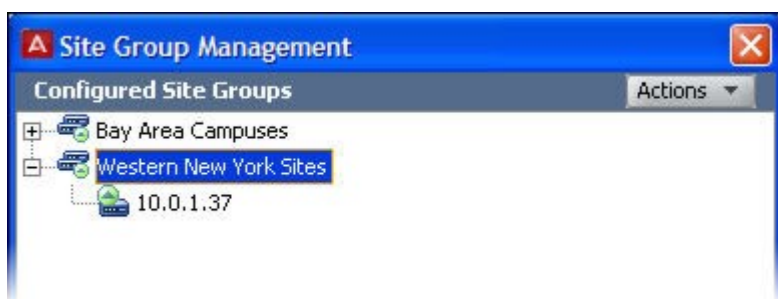 Site Group Management
Configured Site Groups Actions
Bay Area Campuses
Western New York Sites
10.0.1.37